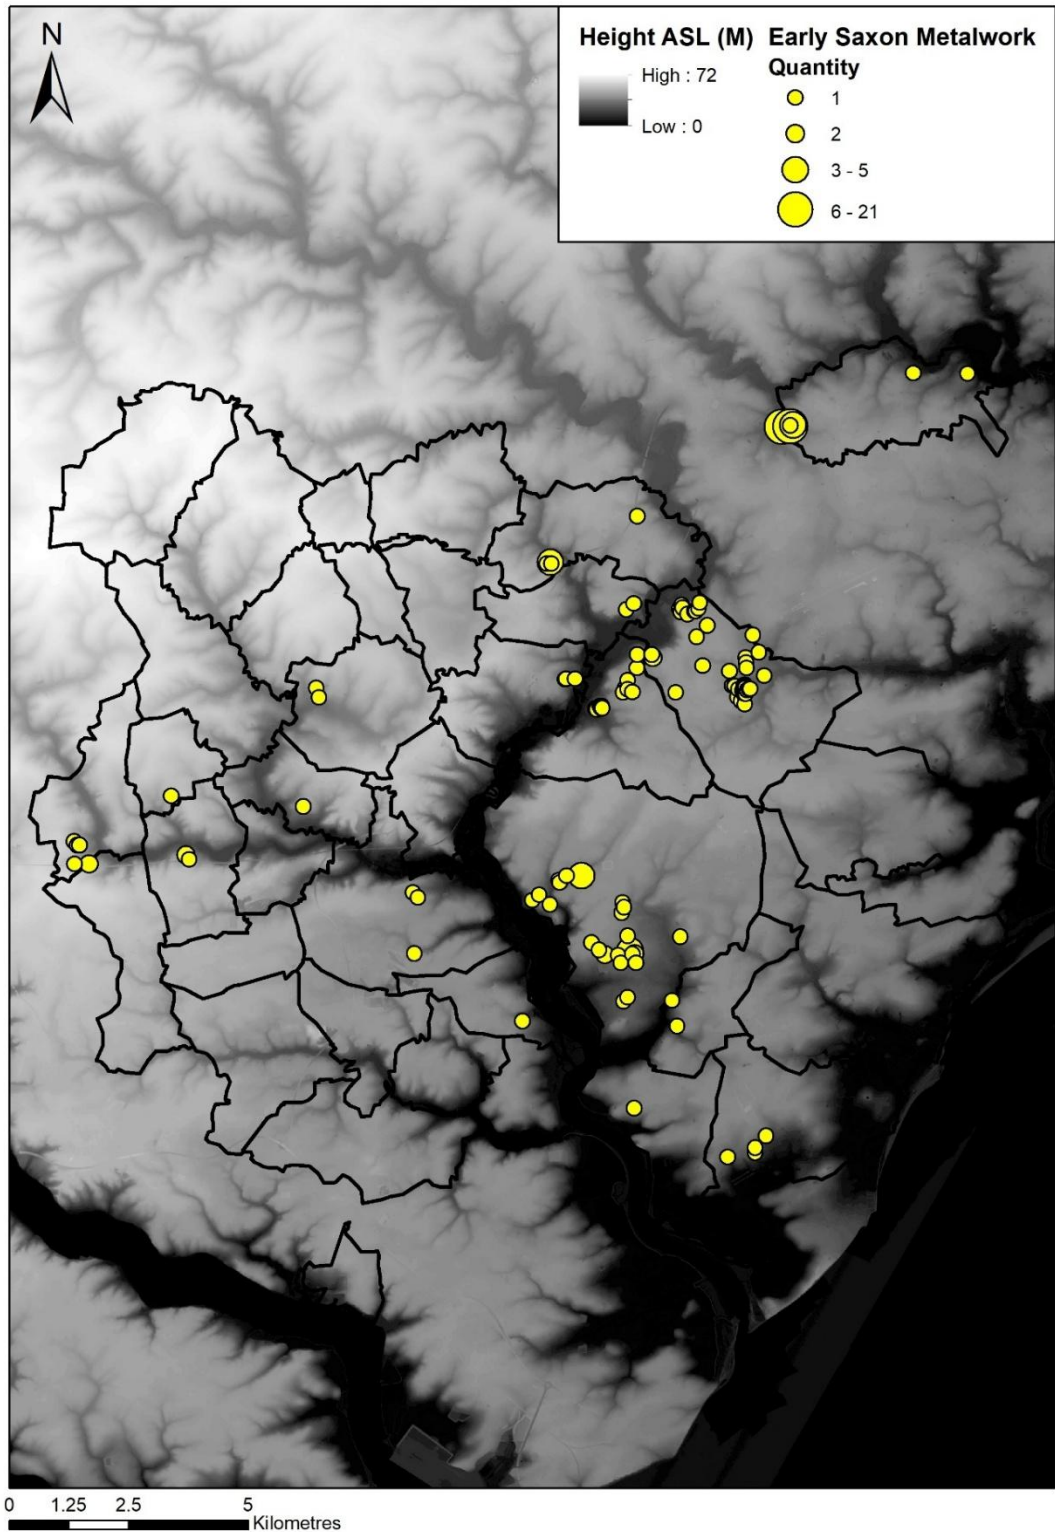 N
Height ASL (M) Early Saxon Metalwork
Quantity
High : 72
Low : 0
1
2
3 - 5
6 - 21
0 1.25 2.5 5
Kilometres